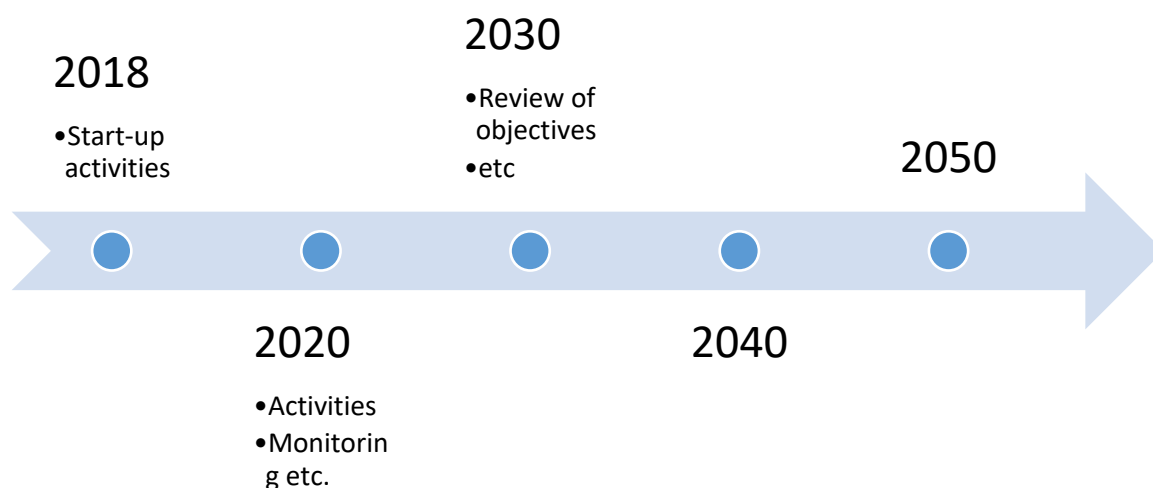 2018
•Start-up
activities
2020
•Activities
•Monitorin
g etc.
2030
•Review of
objectives
•etc
2040
2050